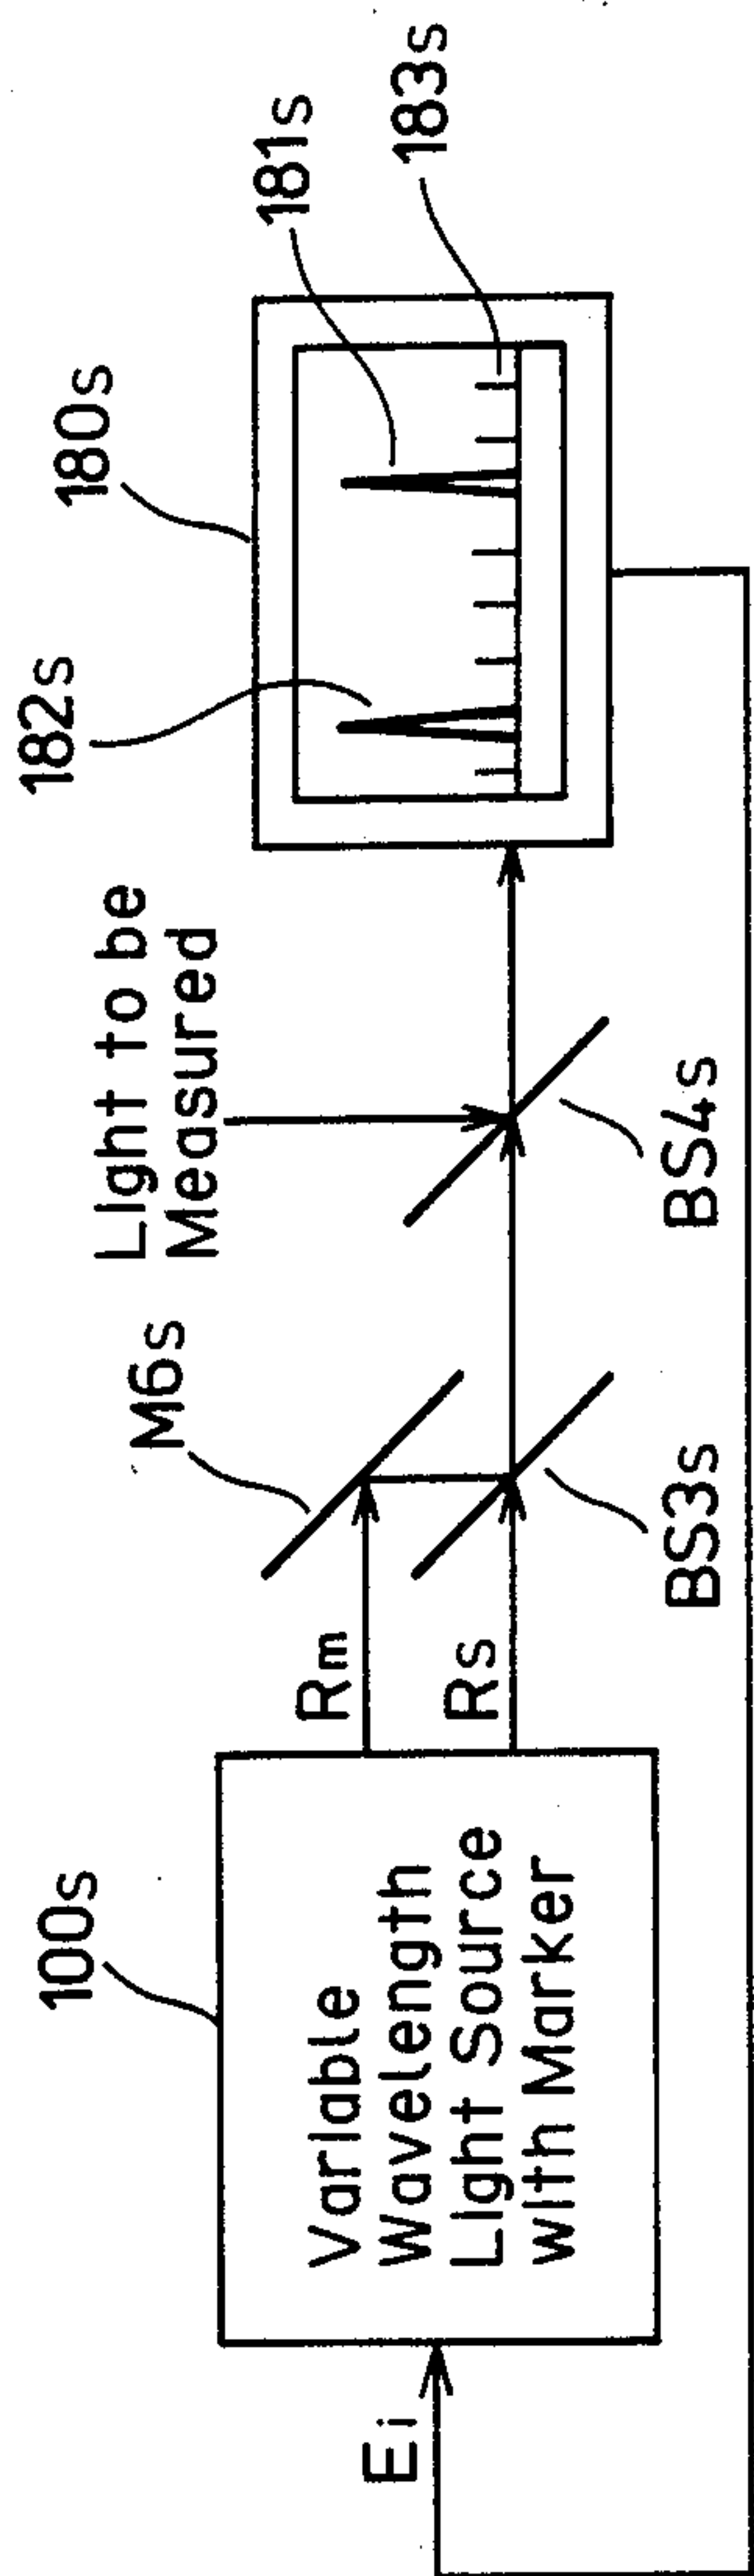 100s
Variable
Wavelength
Light Source
with Marker
Ei
Rm
Rs
M6s
BS3s
Light to be
Measured
BS4s
180s
182s
181s
183s